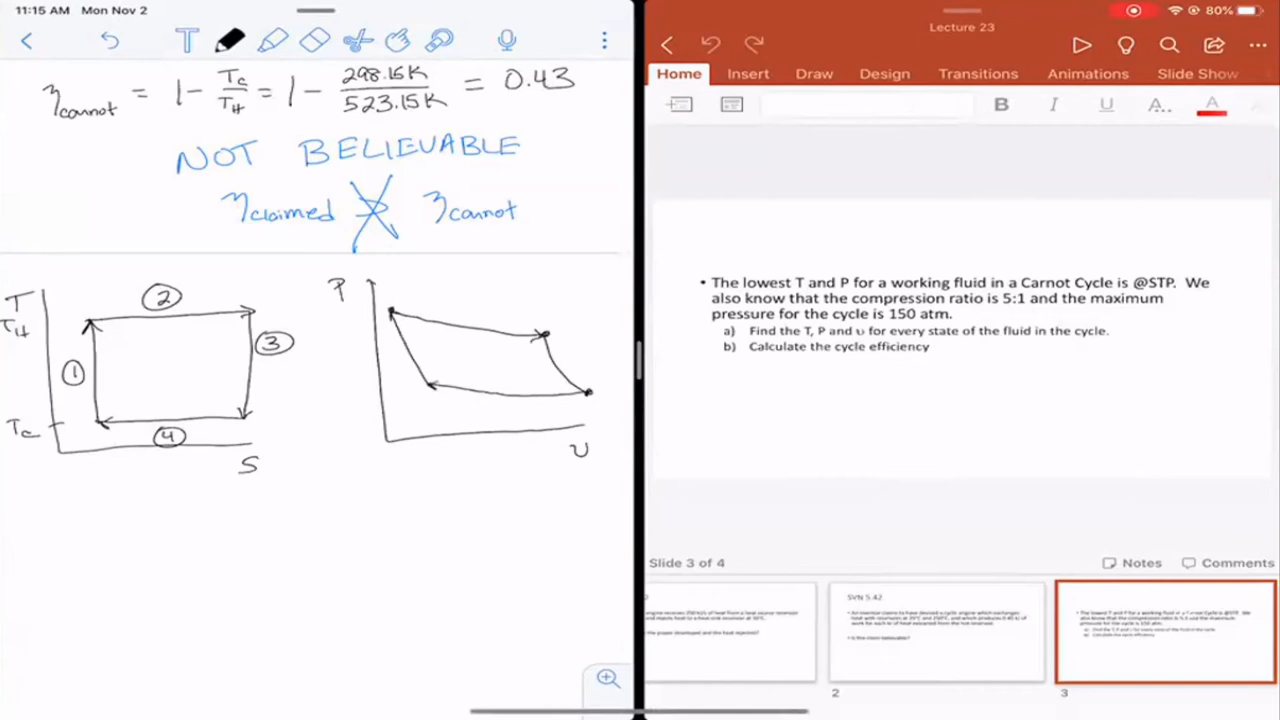 11:15 AM Mon Nov 2
80%
Lecture 23
Home Insert Draw Design Transitions Animations Slide Show
B I U A... A
ηcarnot = 1 - Tc/TH = 1 - 298.15K/523.15K = 0.43
NOT BELIEVABLE
ηclaimed > ηcarnot
T
TH
②
①
③
Tc
④
S
P
υ
• The lowest T and P for a working fluid in a Carnot Cycle is @STP. We
also know that the compression ratio is 5:1 and the maximum
pressure for the cycle is 150 atm.
a) Find the T, P and υ for every state of the fluid in the cycle.
b) Calculate the cycle efficiency
Slide 3 of 4
Notes Comments
SVN 5.42
2
3